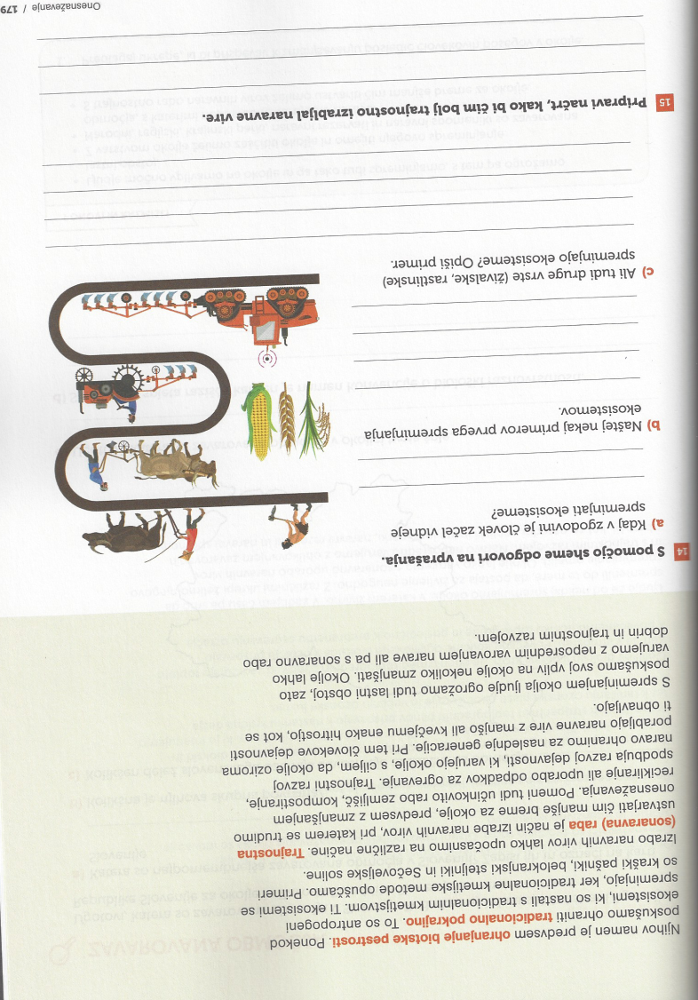 Njihov namen je predvsem ohranjanje biotske pestrosti. Ponekod
poskušamo ohraniti tradicionalno pokrajino. To so antropogeni
ekosistemi, ki so nastali s tradicionalnim kmetijstvom. Ti ekosistemi se
spreminjajo, ker tradicionalne kmetijske metode opuščamo. Primeri
so kraški pašniki, belokranjski steljniki in Sečoveljske soline.
Izrabo naravnih virov lahko upočasnimo na različne načine. Trajnostna
(sonaravna) raba je način izrabe naravnih virov, pri katerem se trudimo
ustvarjati čim manjše breme za okolje, predvsem z zmanjšanjem
onesnaževanja. Pomeni tudi učinkovito rabo zemljišč, kompostiranje,
recikliranje ali uporabo odpadkov za ogrevanje. Trajnostni razvoj
spodbuja razvoj dejavnosti, ki varujejo okolje, s ciljem, da okolje oziroma
naravo ohranimo za naslednje generacije. Pri tem človekove dejavnosti
porabljajo naravne vire z manjšo ali kvečjemu enako hitrostjo, kot se
ti obnavljajo.
S spreminjanjem okolja ljudje ogrožamo tudi lastni obstoj, zato
poskušamo svoj vpliv na okolje nekoliko zmanjšati. Okolje lahko
varujemo z neposrednim varovanjem narave ali pa s sonaravno rabo
dobrin in trajnostnim razvojem.
14 S pomočjo sheme odgovori na vprašanja.
a) Kdaj v zgodovini je človek začel vidneje
spreminjati ekosisteme?
b) Naštej nekaj primerov prvega spreminjanja
ekosistemov.
c) Ali tudi druge vrste (živalske, rastlinske)
spreminjajo ekosisteme? Opiši primer.
15 Pripravi načrt, kako bi čim bolj trajnostno izrabljal naravne vire.
Onesnaževanje / 179